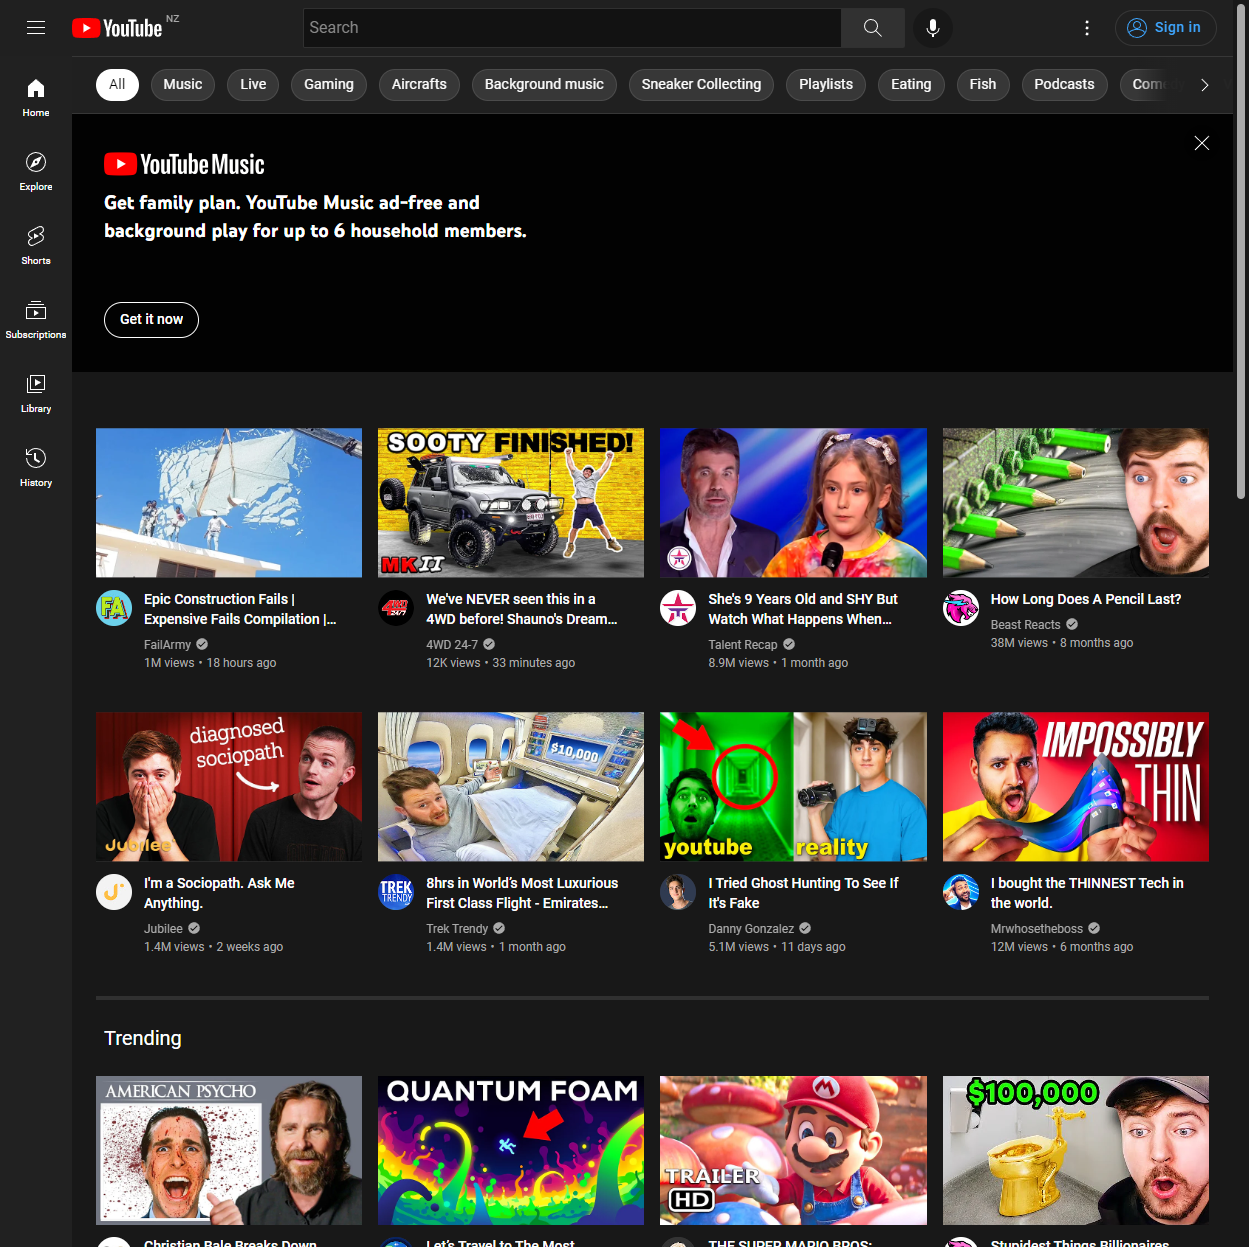 YouTube NZ
Search
Sign in
Home
Explore
Shorts
Subscriptions
Library
History
All
Music
Live
Gaming
Aircrafts
Background music
Sneaker Collecting
Playlists
Eating
Fish
Podcasts
YouTube Music
Get family plan. YouTube Music ad-free and
background play for up to 6 household members.
Get it now
SOOTY FINISHED!
MKII
FA
Epic Construction Fails |
Expensive Fails Compilation |...
FailArmy
1M views • 18 hours ago
4WD
24/7
We've NEVER seen this in a
4WD before! Shauno's Dream...
4WD 24-7
12K views • 33 minutes ago
She's 9 Years Old and SHY But
Watch What Happens When...
Talent Recap
8.9M views • 1 month ago
How Long Does A Pencil Last?
Beast Reacts
38M views • 8 months ago
diagnosed
sociopath
Jubilee
$10,000
youtube
reality
IMPOSSIBLY
THIN
I'm a Sociopath. Ask Me
Anything.
Jubilee
1.4M views • 2 weeks ago
TREK
TRENDY
8hrs in World's Most Luxurious
First Class Flight - Emirates...
Trek Trendy
1.4M views • 1 month ago
I Tried Ghost Hunting To See If
It's Fake
Danny Gonzalez
5.1M views • 11 days ago
I bought the THINNEST Tech in
the world.
Mrwhosetheboss
12M views • 6 months ago
Trending
AMERICAN PSYCHO
QUANTUM FOAM
TRAILER
HD
$100,000
Christian Bale Breaks Down
Let's Travel to The Most
THE SUPER MARIO BROS:
Stupidest Things Billionaires